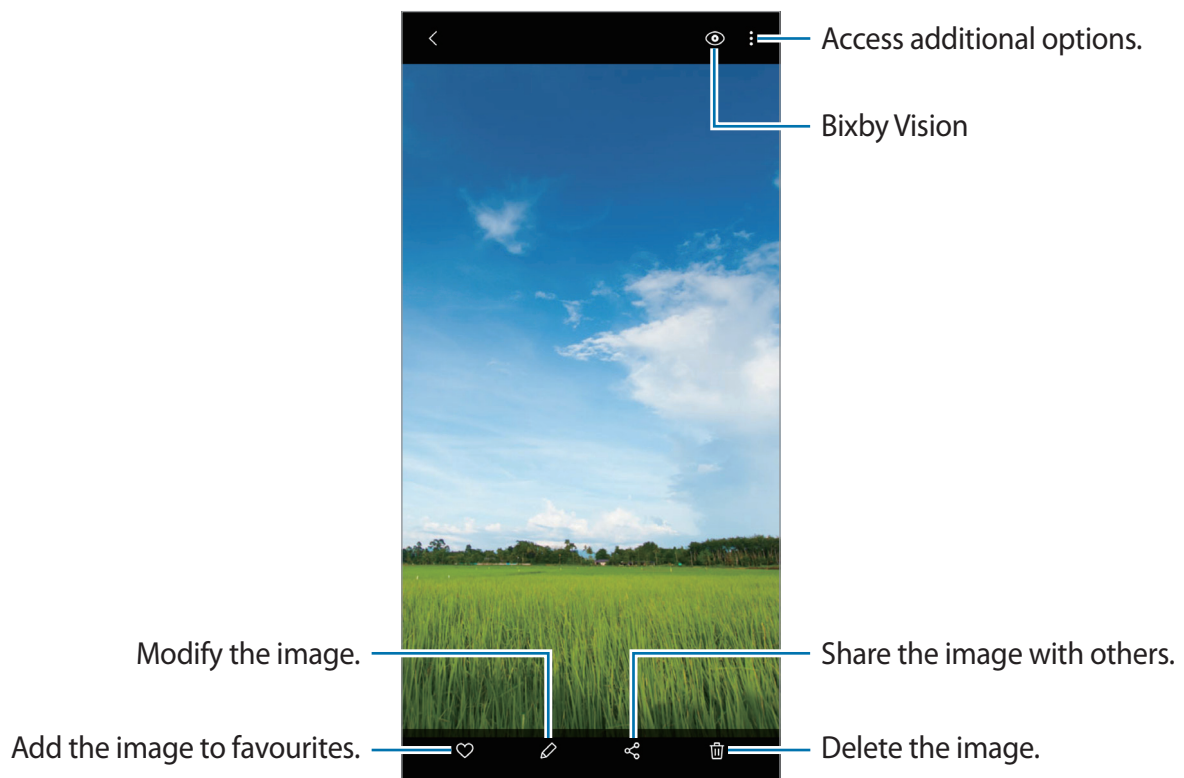 Access additional options.
Bixby Vision
Modify the image.
Share the image with others.
Add the image to favourites.
Delete the image.